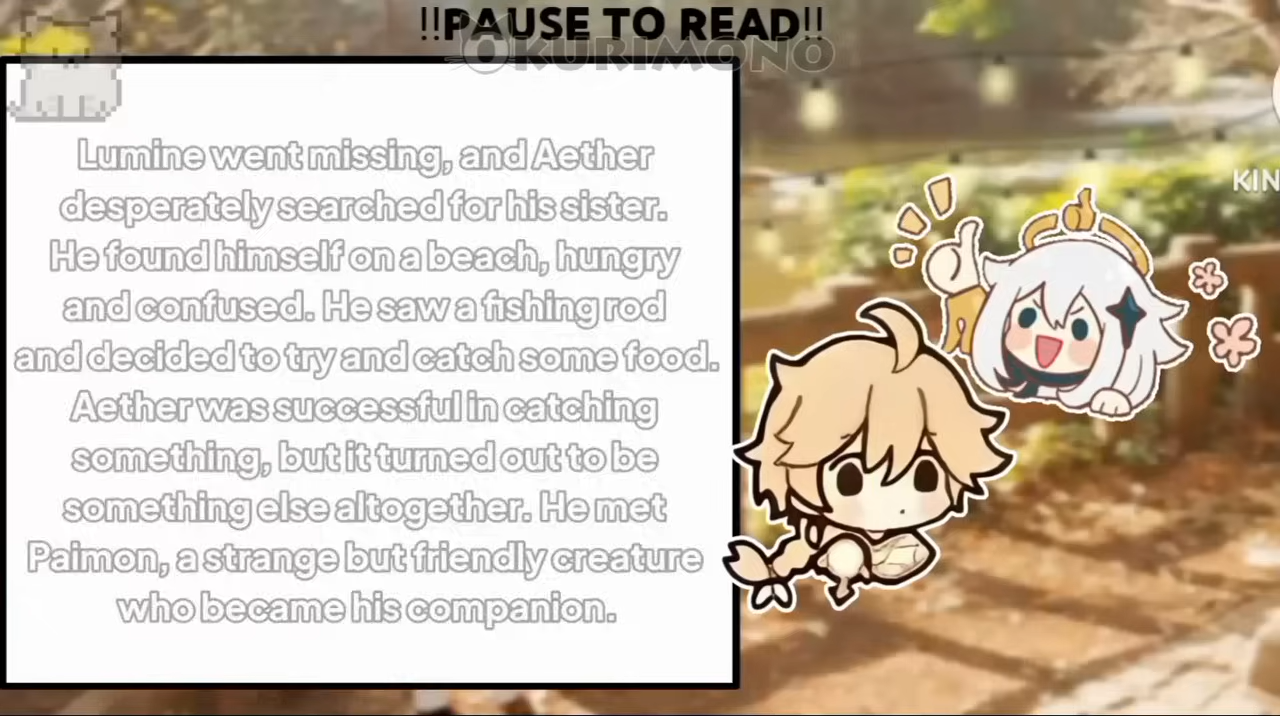 ‼PAUSE TO READ‼
OKURIMONO
Lumine went missing, and Aether
desperately searched for his sister.
He found himself on a beach, hungry
and confused. He saw a fishing rod
and decided to try and catch some food.
Aether was successful in catching
something, but it turned out to be
something else altogether. He met
Paimon, a strange but friendly creature
who became his companion.